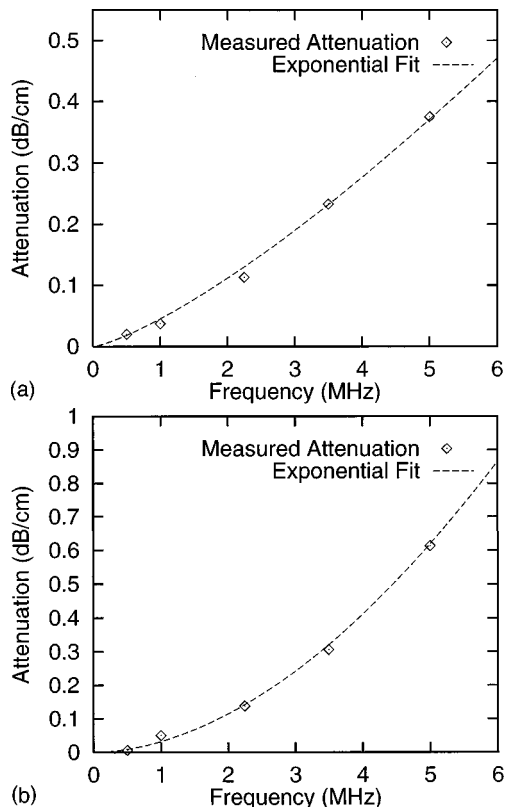 0.5
Measured Attenuation
Exponential Fit
0.4
0.3
0.2
0.1
0
Attenuation (dB/cm)
0 1 2 3 4 5 6
Frequency (MHz)
(a)
1
0.9
Measured Attenuation
Exponential Fit
0.8
0.7
0.6
0.5
0.4
0.3
0.2
0.1
0
Attenuation (dB/cm)
0 1 2 3 4 5 6
Frequency (MHz)
(b)